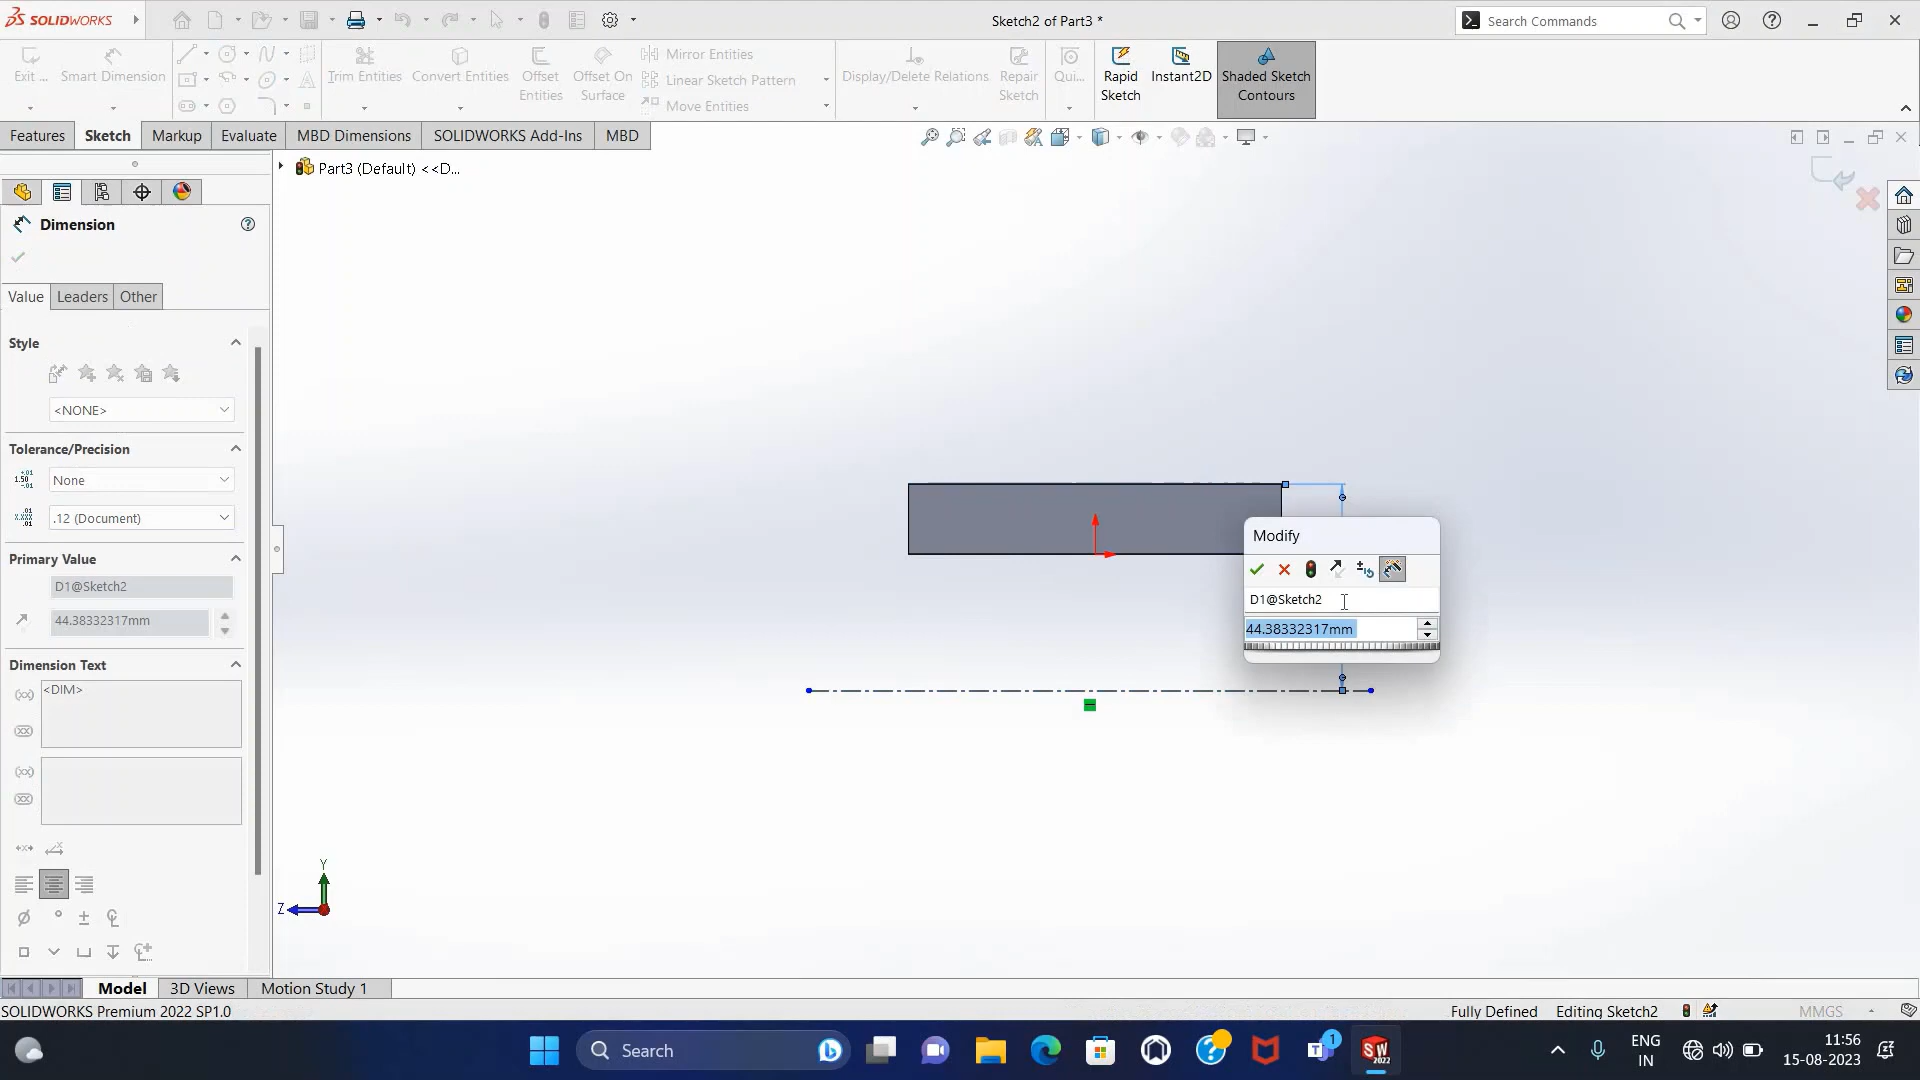 SOLIDWORKS
Sketch2 of Part3 *
Search Commands
Exit ...
Smart Dimension
Trim Entities
Convert Entities
Offset Entities
Offset On Surface
Mirror Entities
Linear Sketch Pattern
Move Entities
Display/Delete Relations
Repair Sketch
Qui...
Rapid Sketch
Instant2D
Shaded Sketch Contours
Features
Sketch
Markup
Evaluate
MBD Dimensions
SOLIDWORKS Add-Ins
MBD
Part3 (Default) <<D...
Dimension
Value
Leaders
Other
Style
<NONE>
Tolerance/Precision
None
.12 (Document)
Primary Value
D1@Sketch2
44.38332317mm
Dimension Text
<DIM>
Modify
D1@Sketch2
44.38332317mm
Y
Z
Model
3D Views
Motion Study 1
SOLIDWORKS Premium 2022 SP1.0
Fully Defined
Editing Sketch2
MMGS
Search
1
SW
2022
ENG
IN
11:56
15-08-2023